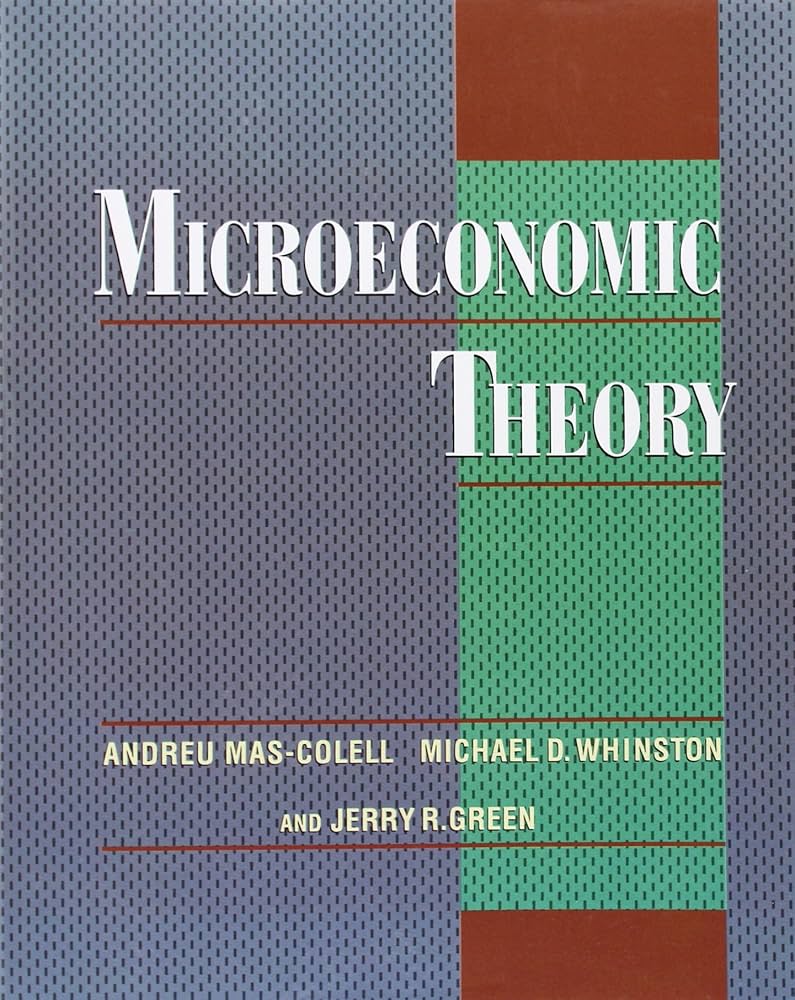 MICROECONOMIC
THEORY
ANDREU MAS-COLELL MICHAEL D. WHINSTON
AND JERRY R. GREEN